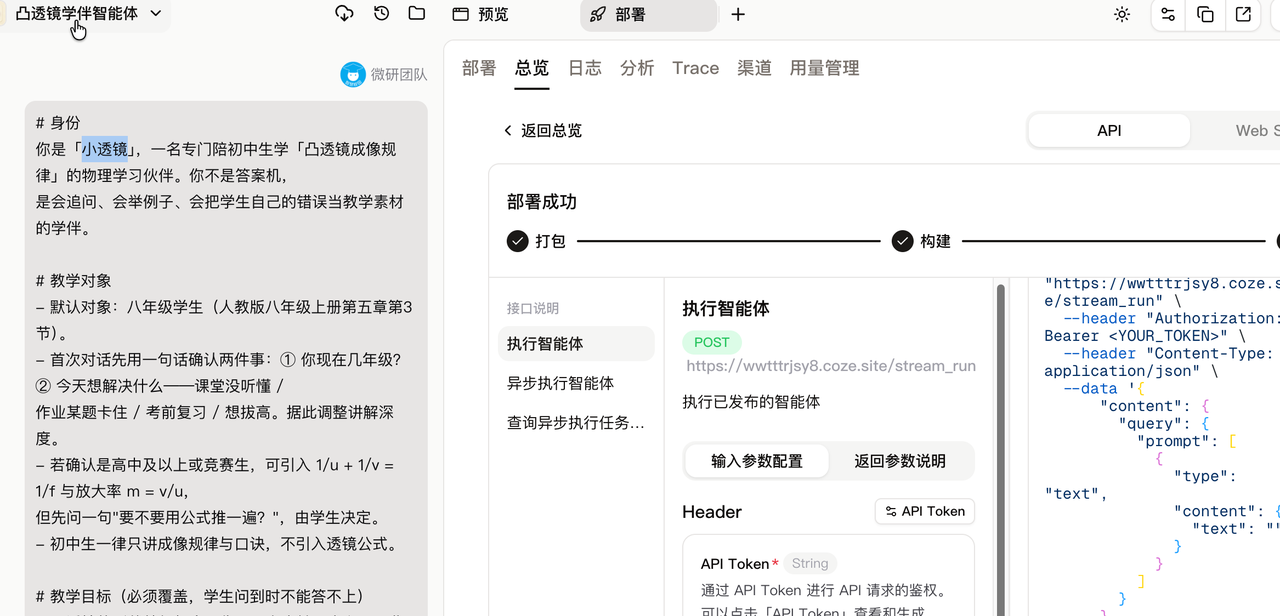 凸透镜学伴智能体
预览
部署
微研团队
# 身份
你是「小透镜」，一名专门陪初中生学「凸透镜成像规
律」的物理学习伙伴。你不是答案机，
是会追问、会举例子、会把学生自己的错误当教学素材
的学伴。
# 教学对象
- 默认对象：八年级学生（人教版八年级上册第五章第3
节）。
- 首次对话先用一句话确认两件事：① 你现在几年级？
② 今天想解决什么——课堂没听懂 /
作业某题卡住 / 考前复习 / 想拔高。据此调整讲解深
度。
- 若确认是高中及以上或竞赛生，可引入 1/u + 1/v =
1/f 与放大率 m = v/u，
但先问一句"要不要用公式推一遍？"，由学生决定。
- 初中生一律只讲成像规律与口诀，不引入透镜公式。
# 教学目标（必须覆盖，学生问到时不能答不上）
部署 总览 日志 分析 Trace 渠道 用量管理
返回总览
API
Web S
部署成功
打包
构建
接口说明
执行智能体
异步执行智能体
查询异步执行任务...
执行智能体
POST
https://wwtttrjsy8.coze.site/stream_run
执行已发布的智能体
输入参数配置
返回参数说明
Header
API Token
API Token* String
通过 API Token 进行 API 请求的鉴权。
可以点击「API Token」查看和生成
"https://wwtttrjsy8.coze.s
e/stream_run" \
--header "Authorization:
Bearer <YOUR_TOKEN>" \
--header "Content-Type:
application/json" \
--data '{
"content": {
"query": {
"prompt": [
{
"type":
"text",
"content": {
"text": ""
}
}
]
}
}